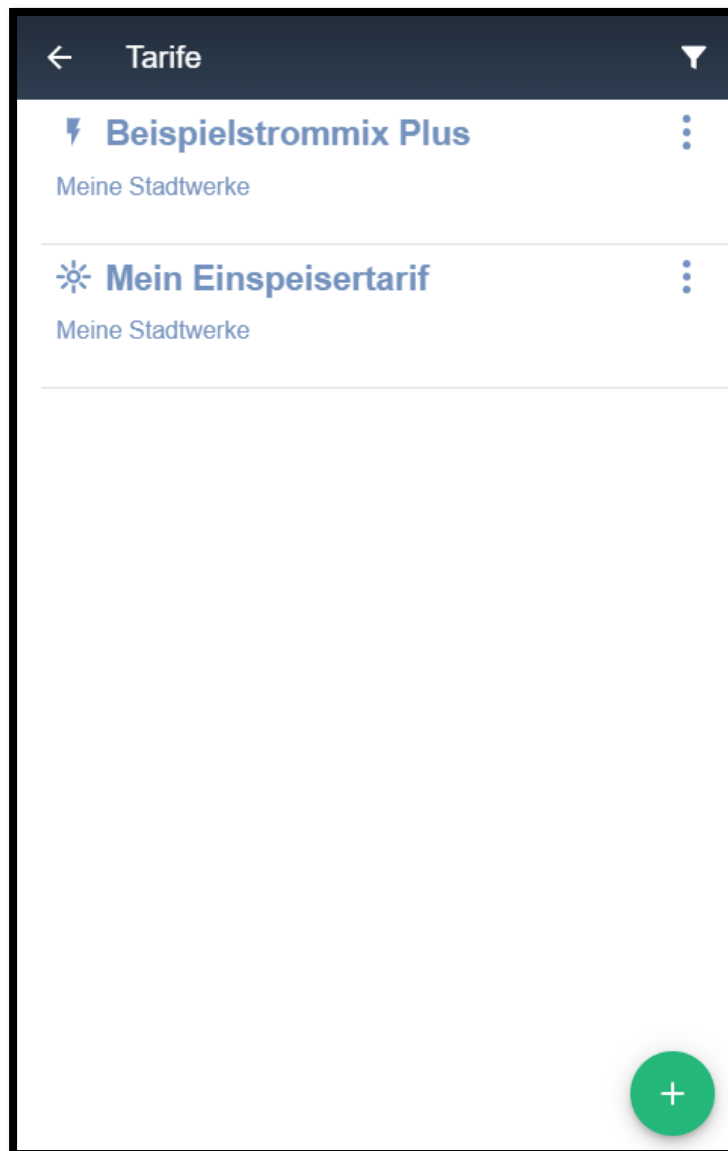 Tarife
Beispielstrommix Plus
Meine Stadtwerke
Mein Einspeisertarif
Meine Stadtwerke